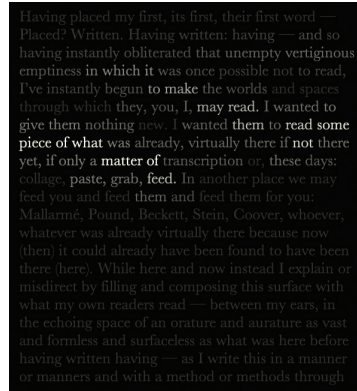 Having placed my first, its first, their first word —
Placed? Written. Having written: having — and so
having instantly obliterated that unempty vertiginous
emptiness in which it was once possible not to read,
I’ve instantly begun to make the worlds and spaces
through which they, you, I, may read. I wanted to
give them nothing new. I wanted them to read some
piece of what was already, virtually there if not there
yet, if only a matter of transcription or, these days:
collage, paste, grab, feed. In another place we may
feed you and feed them and feed them for you:
Mallarmé, Pound, Beckett, Stein, Coover, whoever,
whatever was already virtually there because now
(then) it could already have been found to have been
there (here). While here and now instead I explain or
misdirect by filling and composing this surface with
what my own readers read — between my ears, in
the echoing space of an orature and aurature as vast
and formless and surfaceless as what was here before
having written having — as I write this in a manner
or manners and with a method or methods through